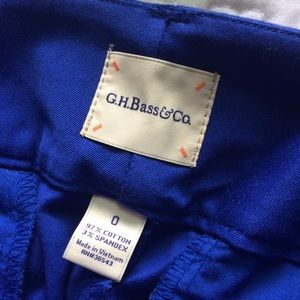 G.H.Bass&Co.
0
97% COTTON
3% SPANDEX
Made in Vietnam
RN#36543